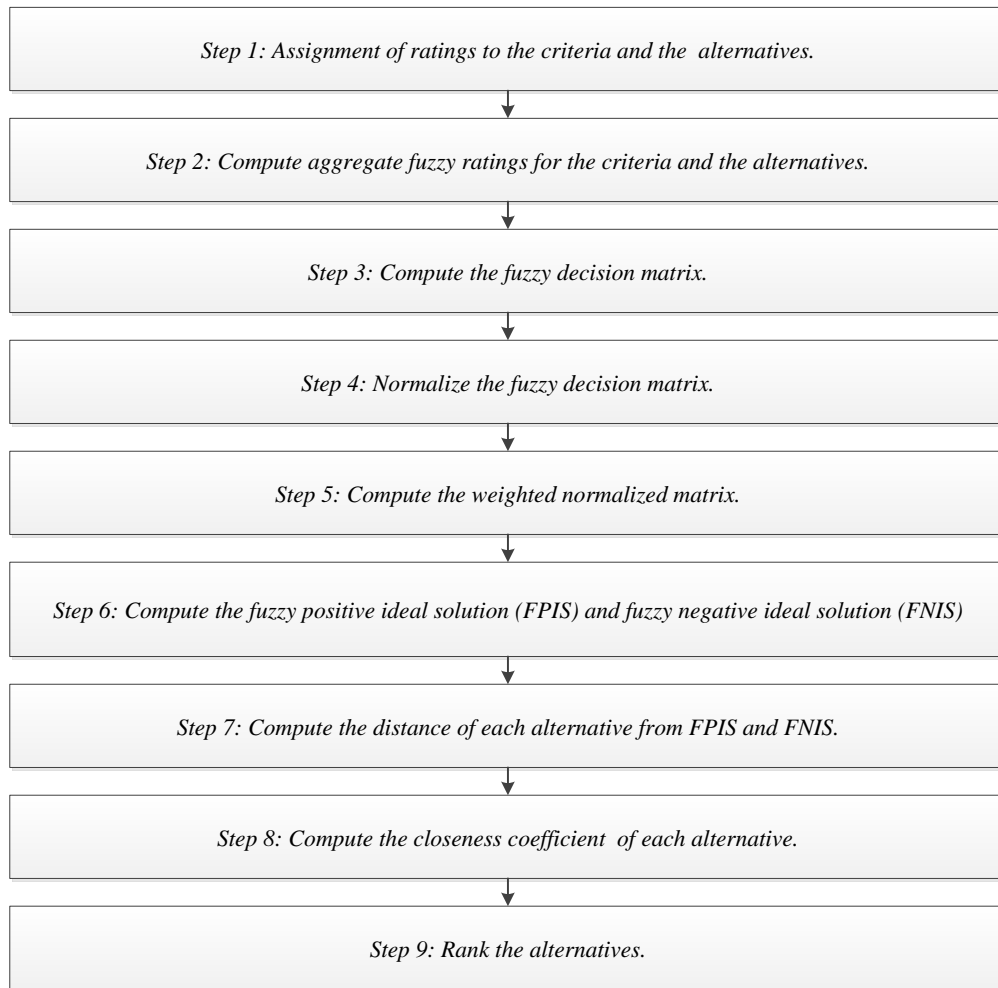 Step 1: Assignment of ratings to the criteria and the alternatives.
Step 2: Compute aggregate fuzzy ratings for the criteria and the alternatives.
Step 3: Compute the fuzzy decision matrix.
Step 4: Normalize the fuzzy decision matrix.
Step 5: Compute the weighted normalized matrix.
Step 6: Compute the fuzzy positive ideal solution (FPIS) and fuzzy negative ideal solution (FNIS)
Step 7: Compute the distance of each alternative from FPIS and FNIS.
Step 8: Compute the closeness coefficient of each alternative.
Step 9: Rank the alternatives.